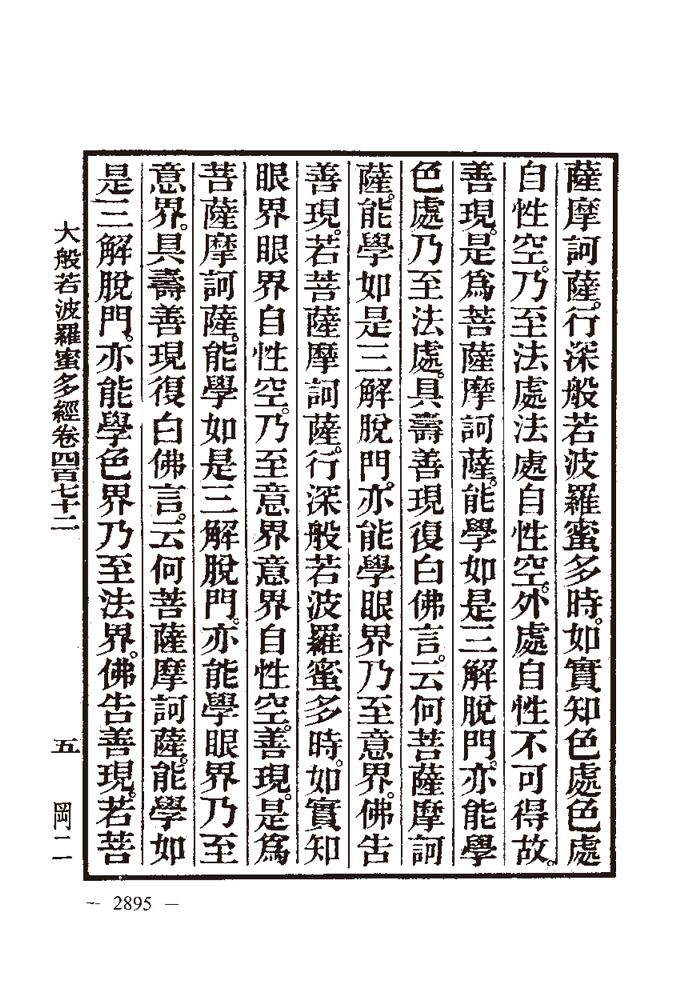 薩摩訶薩。行深般若波羅蜜多時。如實知色處色處
自性空。乃至法處法處自性空。外處自性不可得故。
善現。是爲菩薩摩訶薩。能學如是三解脫門。亦能學
色處乃至法處。具壽善現復白佛言。云何菩薩摩訶
薩。能學如是三解脫門。亦能學眼界乃至意界。佛告
善現。若菩薩摩訶薩。行深般若波羅蜜多時。如實知
眼界眼界自性空。乃至意界意界自性空。善現。是爲
菩薩摩訶薩。能學如是三解脫門。亦能學眼界乃至
意界。具壽善現復白佛言。云何菩薩摩訶薩。能學如
是三解脫門。亦能學色界乃至法界。佛告善現。若菩
大般若波羅蜜多經卷四百七十二 五 岡二
— 2895 —